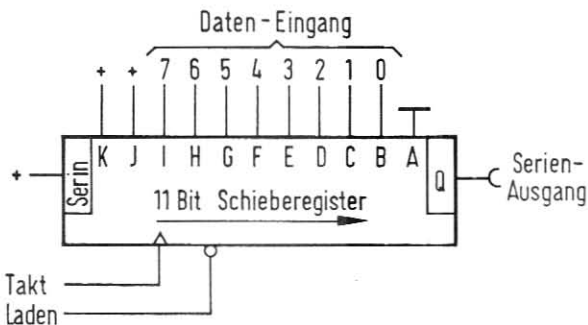 Daten-Eingang
+ + 7 6 5 4 3 2 1 0
K J I H G F E D C B A
+ Serin Q Serien-
Ausgang
11 Bit Schieberegister
Takt
Laden